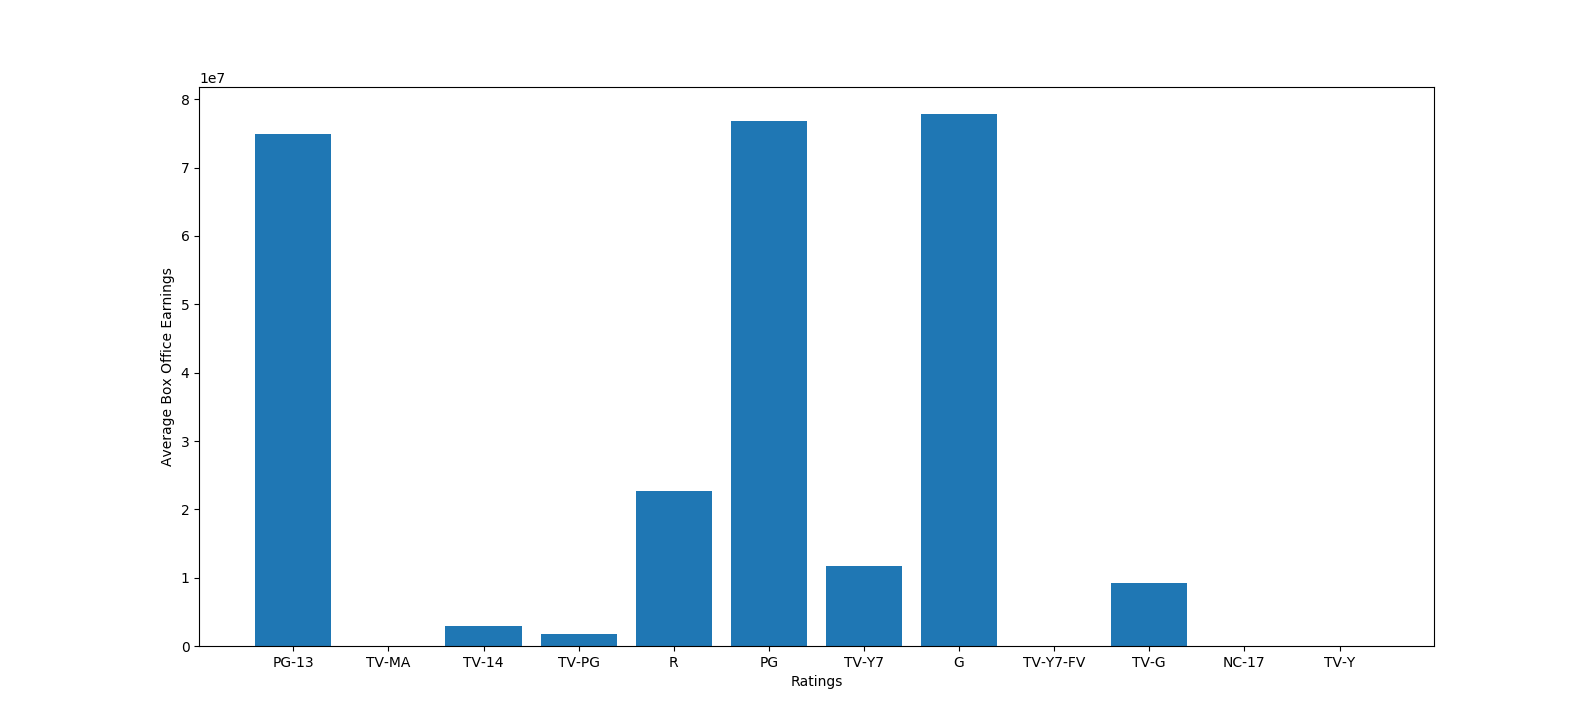 1e7
8
7
6
5
4
3
2
1
0
Average Box Office Earnings
PG-13 TV-MA TV-14 TV-PG R PG TV-Y7 G TV-Y7-FV TV-G NC-17 TV-Y
Ratings